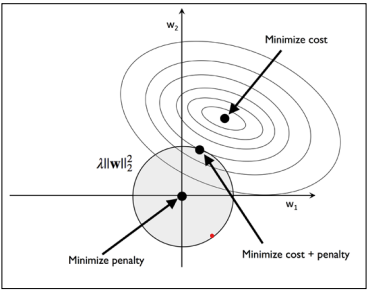 w₂
Minimize cost
λ||w||₂²
w₁
Minimize cost + penalty
Minimize penalty